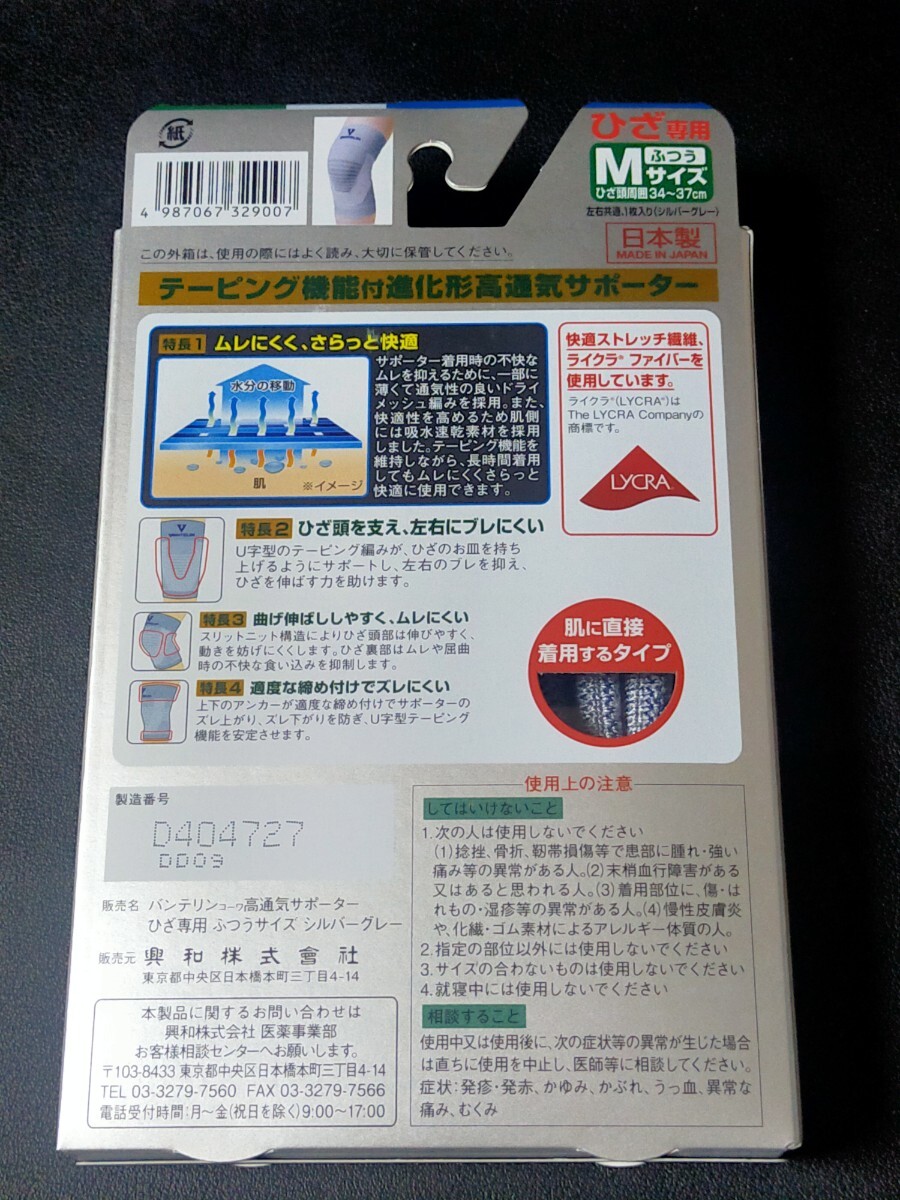 紙
4 987067 329007
ひざ専用
M ふつう サイズ
ひざ頭周囲34～37cm
左右共通、1枚入り(シルバーグレー)
日本製
MADE IN JAPAN
この外箱は、使用の際にはよく読み、大切に保管してください。
テーピング機能付進化形高通気サポーター
特長1 ムレにくく、さらっと快適
水分の移動
肌
※イメージ
サポーター着用時の不快な
ムレを抑えるために、一部に
薄くて通気性の良いドライ
メッシュ編みを採用。また、
快適性を高めるため肌側
には吸水速乾素材を採用
しました。テーピング機能を
維持しながら、長時間着用
してもムレにくくさらっと
快適に使用できます。
快適ストレッチ繊維、
ライクラ® ファイバーを
使用しています。
ライクラ®(LYCRA®)は
The LYCRA Companyの
商標です。
LYCRA
特長2 ひざ頭を支え、左右にブレにくい
U字型のテーピング編みが、ひざのお皿を持ち
上げるようにサポートし、左右のブレを抑え、
ひざを伸ばす力を助けます。
特長3 曲げ伸ばししやすく、ムレにくい
スリットニット構造によりひざ頭部は伸びやすく、
動きを妨げにくくします。ひざ裏部はムレや屈曲
時の不快な食い込みを抑制します。
特長4 適度な締め付けでズレにくい
上下のアンカーが適度な締め付けでサポーターの
ズレ上がり、ズレ下がりを防ぎ、U字型テーピング
機能を安定させます。
肌に直接
着用するタイプ
製造番号
D404727
DD09
販売名 バンテリンコーワ高通気サポーター
ひざ専用 ふつうサイズ シルバーグレー
販売元 興和株式會社
東京都中央区日本橋本町三丁目4-14
本製品に関するお問い合わせは
興和株式会社 医薬事業部
お客様相談センターへお願いします。
〒103-8433 東京都中央区日本橋本町三丁目4-14
TEL 03-3279-7560 FAX 03-3279-7566
電話受付時間:月～金(祝日を除く)9:00～17:00
使用上の注意
してはいけないこと
1.次の人は使用しないでください
(1)捻挫、骨折、靭帯損傷等で患部に腫れ・強い
痛み等の異常がある人。(2)末梢血行障害がある
又はあると思われる人。(3)着用部位に、傷・は
れもの・湿疹等の異常がある人。(4)慢性皮膚炎
や、化繊・ゴム素材によるアレルギー体質の人。
2.指定の部位以外には使用しないでください
3.サイズの合わないものは使用しないでください
4.就寝中には使用しないでください
相談すること
使用中又は使用後に、次の症状等の異常が生じた場合
は直ちに使用を中止し、医師等に相談してください。
症状:発疹・発赤、かゆみ、かぶれ、うっ血、異常な
痛み、むくみ